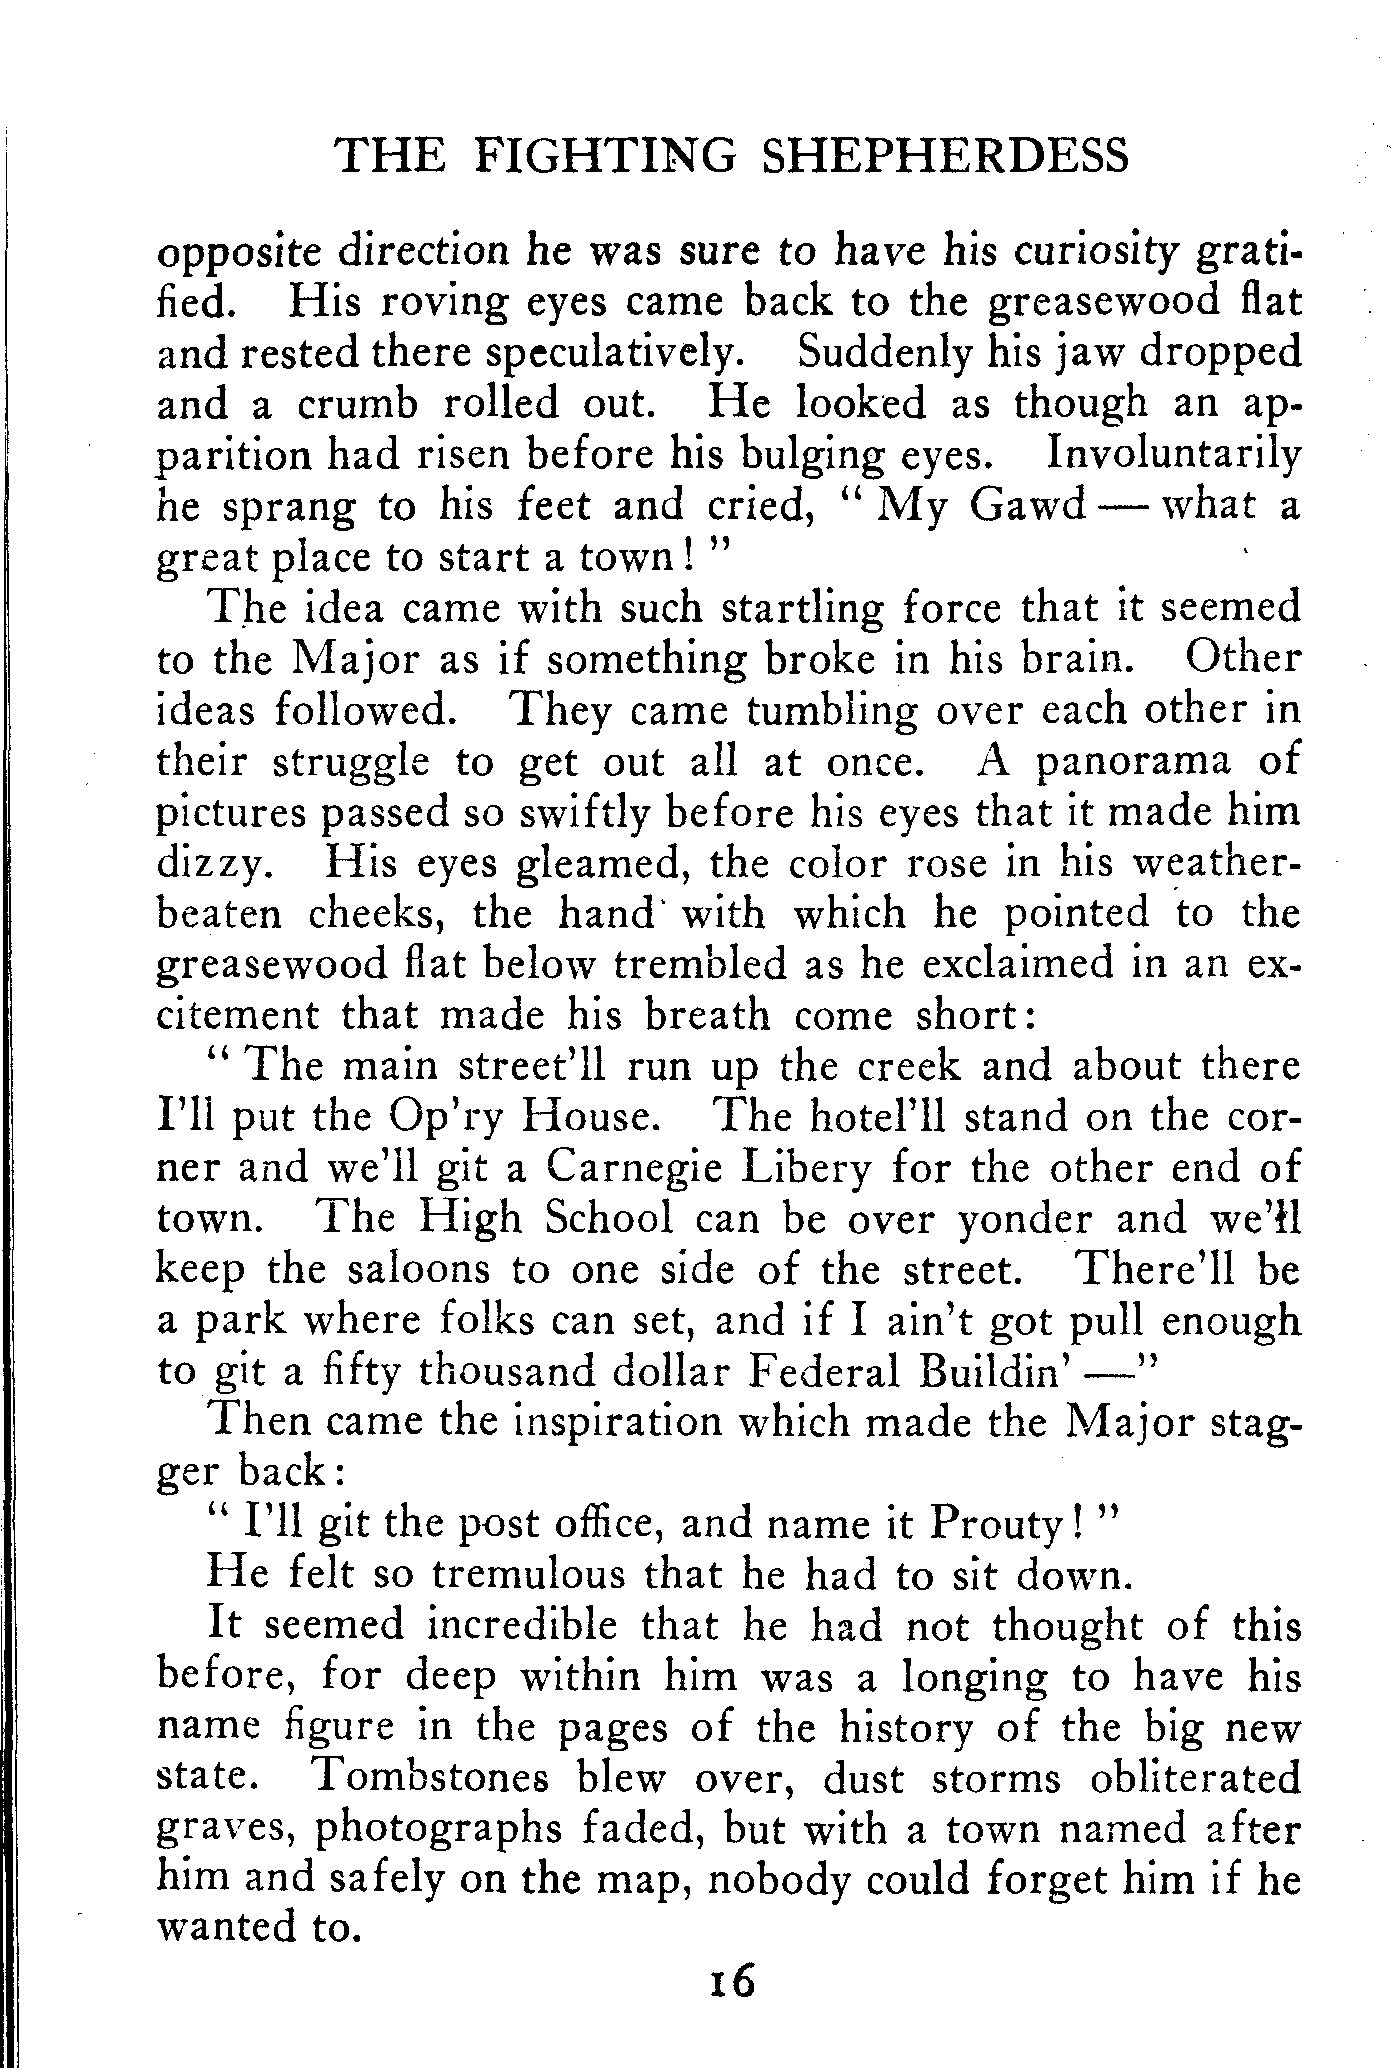 THE FIGHTING SHEPHERDESS
opposite direction he was sure to have his curiosity grati-
fied. His roving eyes came back to the greasewood flat
and rested there speculatively. Suddenly his jaw dropped
and a crumb rolled out. He looked as though an ap-
parition had risen before his bulging eyes. Involuntarily
he sprang to his feet and cried, " My Gawd — what a
great place to start a town! "
The idea came with such startling force that it seemed
to the Major as if something broke in his brain. Other
ideas followed. They came tumbling over each other in
their struggle to get out all at once. A panorama of
pictures passed so swiftly before his eyes that it made him
dizzy. His eyes gleamed, the color rose in his weather-
beaten cheeks, the hand with which he pointed to the
greasewood flat below trembled as he exclaimed in an ex-
citement that made his breath come short:
" The main street'll run up the creek and about there
I'll put the Op'ry House. The hotel'll stand on the cor-
ner and we'll git a Carnegie Libery for the other end of
town. The High School can be over yonder and we'll
keep the saloons to one side of the street. There'll be
a park where folks can set, and if I ain't got pull enough
to git a fifty thousand dollar Federal Buildin' —"
Then came the inspiration which made the Major stag-
ger back:
" I'll git the post office, and name it Prouty! "
He felt so tremulous that he had to sit down.
It seemed incredible that he had not thought of this
before, for deep within him was a longing to have his
name figure in the pages of the history of the big new
state. Tombstones blew over, dust storms obliterated
graves, photographs faded, but with a town named after
him and safely on the map, nobody could forget him if he
wanted to.
16